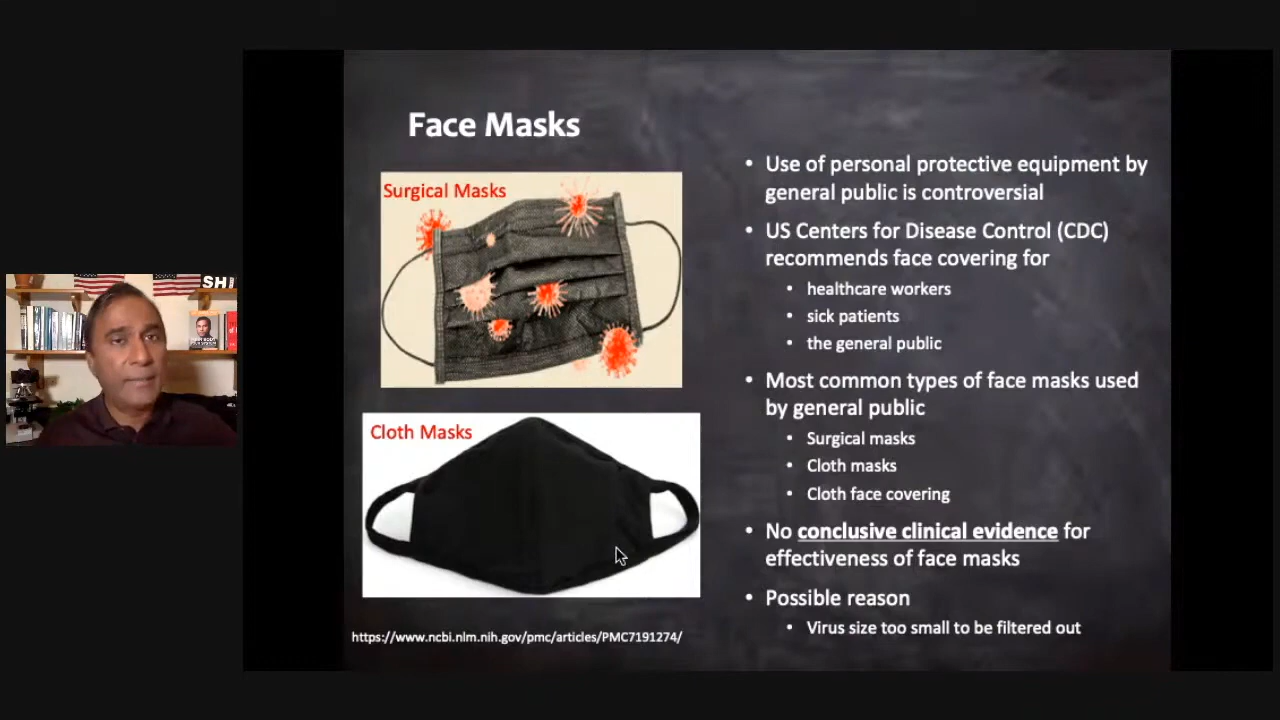 Face Masks
Surgical Masks
Cloth Masks
https://www.ncbi.nlm.nih.gov/pmc/articles/PMC7191274/
• Use of personal protective equipment by
general public is controversial
• US Centers for Disease Control (CDC)
recommends face covering for
• healthcare workers
• sick patients
• the general public
• Most common types of face masks used
by general public
• Surgical masks
• Cloth masks
• Cloth face covering
• No conclusive clinical evidence for
effectiveness of face masks
• Possible reason
• Virus size too small to be filtered out
SHI